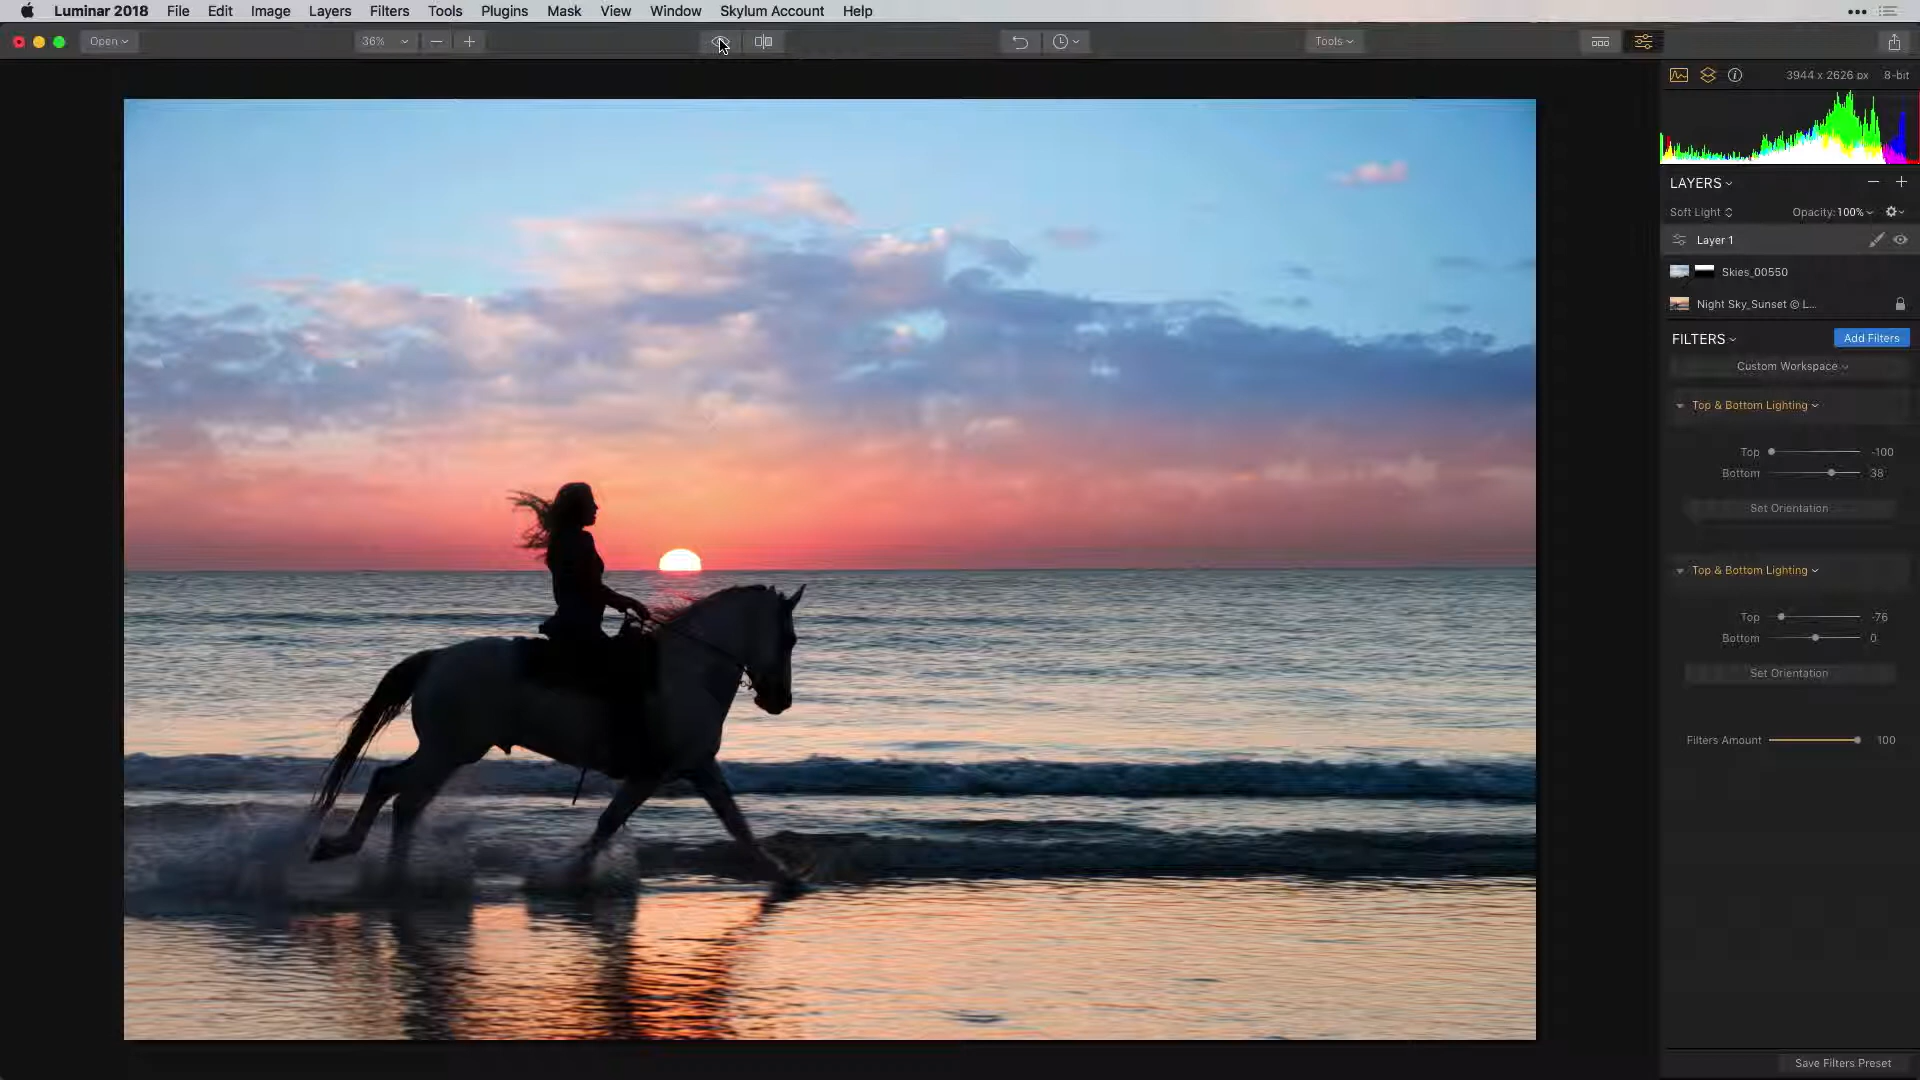 Luminar 2018 File Edit Image Layers Filters Tools Plugins Mask View Window Skylum Account Help
Open 36% Tools
3944 x 2626 px 8-bit
LAYERS
Soft Light Opacity: 100%
Layer 1
Skies_00550
Night Sky_Sunset © L...
FILTERS Add Filters
Custom Workspace
Top & Bottom Lighting
Top -100
Bottom 38
Set Orientation
Top & Bottom Lighting
Top -76
Bottom 0
Set Orientation
Filters Amount 100
Save Filters Preset